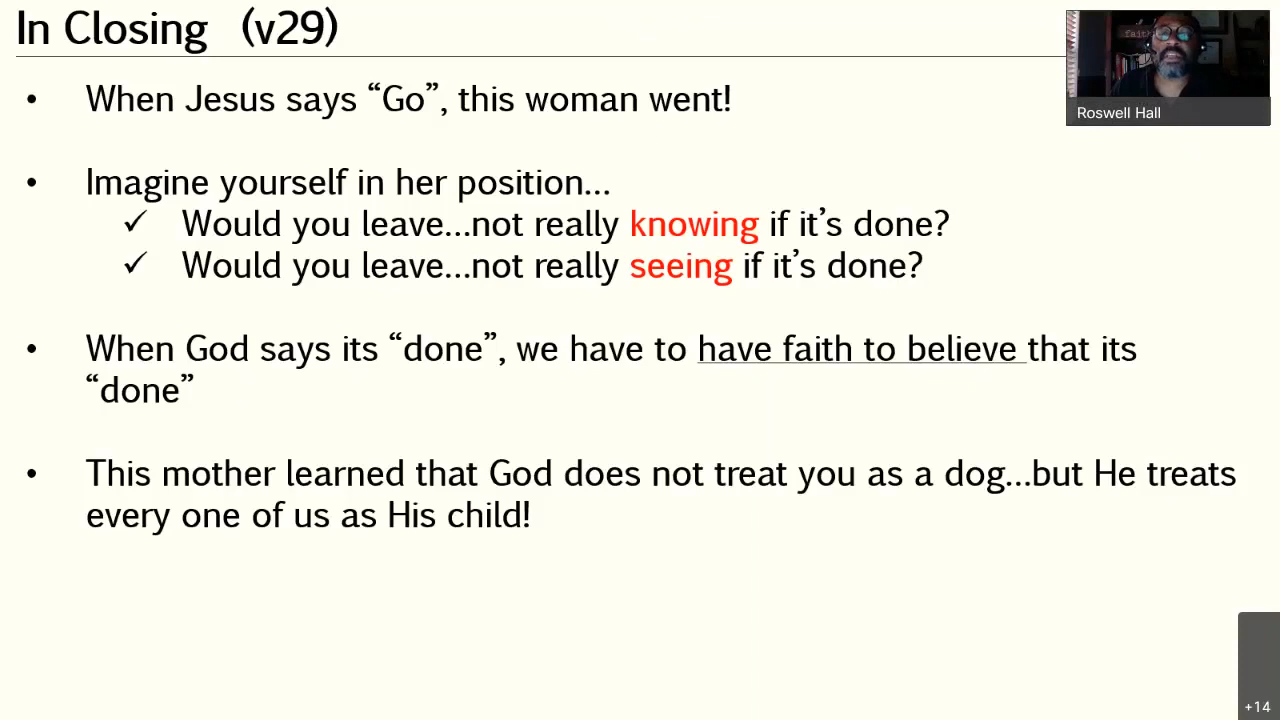 In Closing (v29)
faith
Roswell Hall
• When Jesus says “Go”, this woman went!
• Imagine yourself in her position...
✓ Would you leave...not really knowing if it’s done?
✓ Would you leave...not really seeing if it’s done?
• When God says its “done”, we have to have faith to believe that its
“done”
• This mother learned that God does not treat you as a dog...but He treats
every one of us as His child!
+14